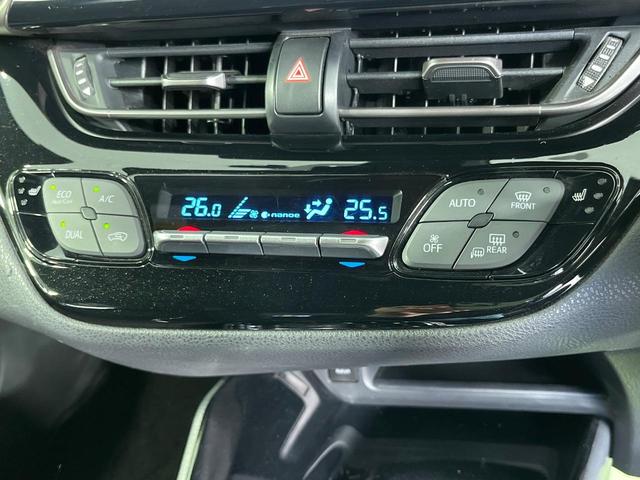 ECO
A/C
DUAL
26.0
nanoe
25.5
AUTO
FRONT
OFF
REAR